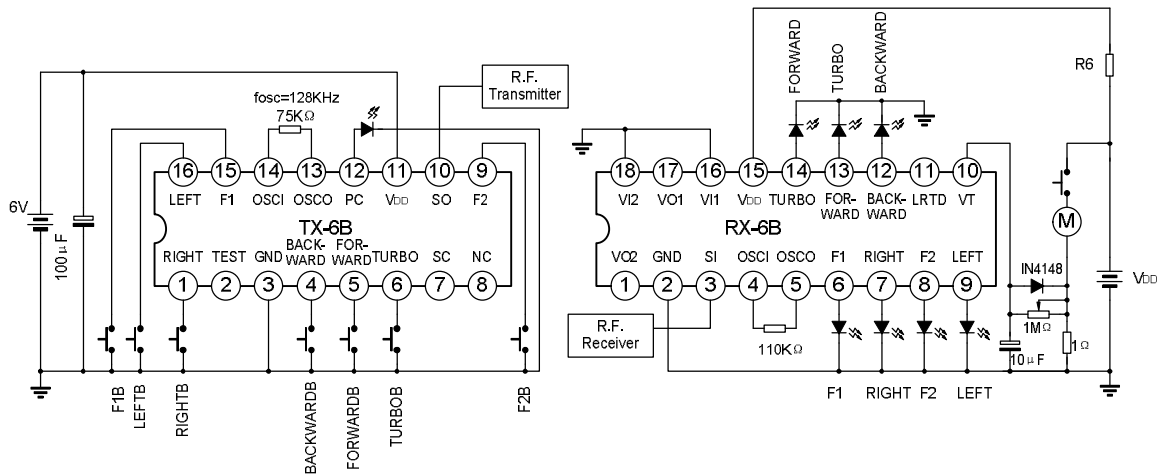 R.F.
Transmitter
fosc=128KHz
75KΩ
16 15 14 13 12 11 10 9
LEFT F1 OSCI OSCO PC VDD SO F2
6V
100μF
TX-6B
RIGHT TEST GND BACK-
WARD FOR-
WARD TURBO SC NC
1 2 3 4 5 6 7 8
F1B
LEFTB
RIGHTB
BACKWARDB
FORWARDB
TURBOB
F2B
FORWARD
TURBO
BACKWARD
R6
18 17 16 15 14 13 12 11 10
VI2 VO1 VI1 VDD TURBO FOR-
WARD BACK-
WARD LRTD VT
M
RX-6B
VO2 GND SI OSCI OSCO F1 RIGHT F2 LEFT
1 2 3 4 5 6 7 8 9
IN4148
VDD
R.F.
Receiver
110KΩ
1MΩ
10μF
1Ω
F1 RIGHT F2 LEFT